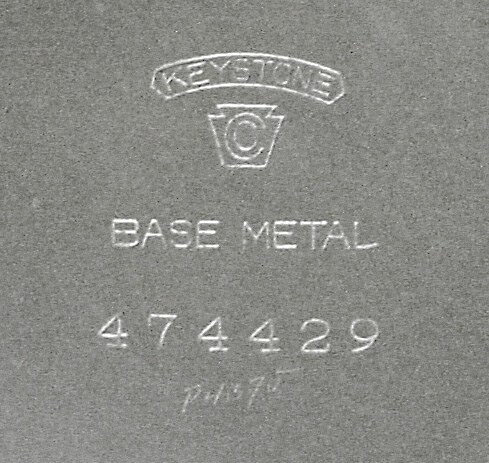 KEYSTONE
C
BASE METAL
474429